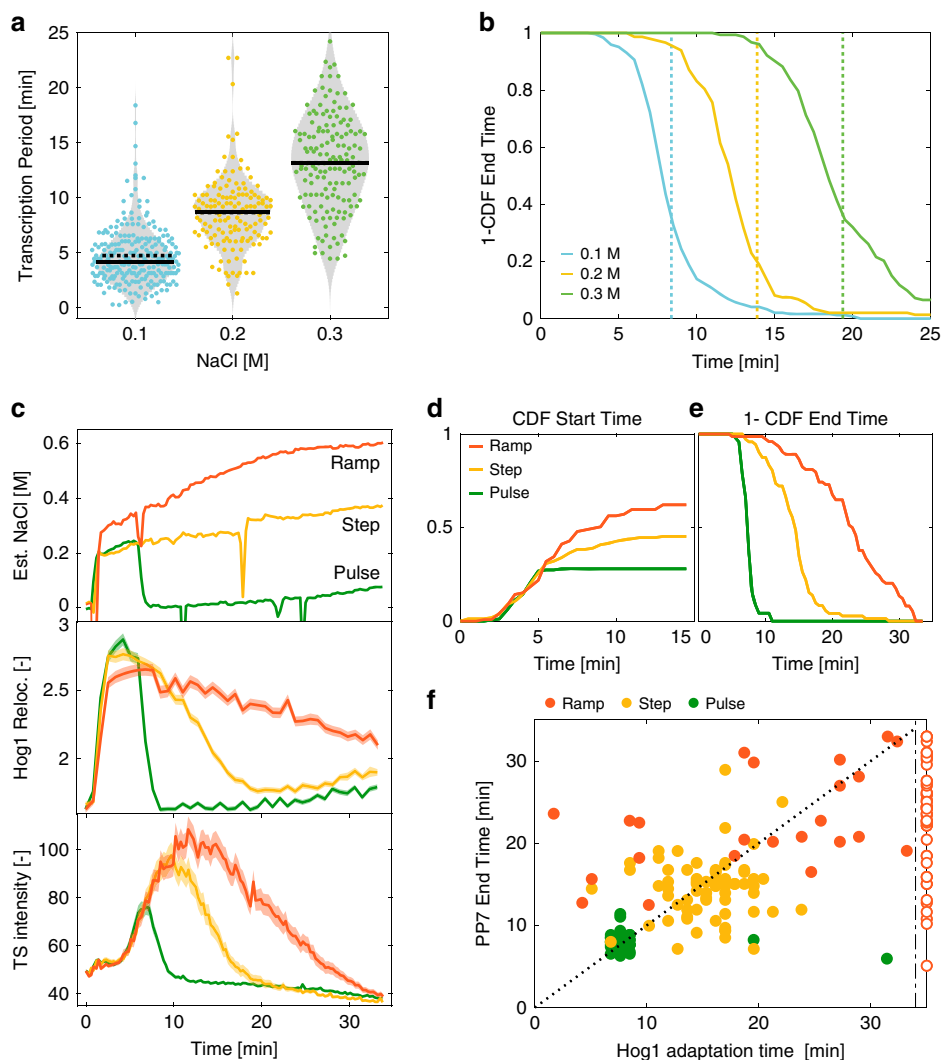 a
Transcription Period [min]
25
20
15
10
5
0
0.1
0.2
0.3
NaCl [M]
b
1-CDF End Time
1
0.8
0.6
0.4
0.2
0
0.1 M
0.2 M
0.3 M
0
5
10
15
20
25
Time [min]
c
Est. NaCl [M]
0.6
0.4
0.2
0
Ramp
Step
Pulse
Hog1 Reloc. [-]
3
2.5
2
TS intensity [-]
100
80
60
40
0
10
20
30
Time [min]
d
CDF Start Time
1
0.5
0
Ramp
Step
Pulse
0
5
10
15
Time [min]
e
1- CDF End Time
0
10
20
30
Time [min]
f
Ramp
Step
Pulse
PP7 End Time [min]
30
20
10
0
0
10
20
30
Hog1 adaptation time [min]